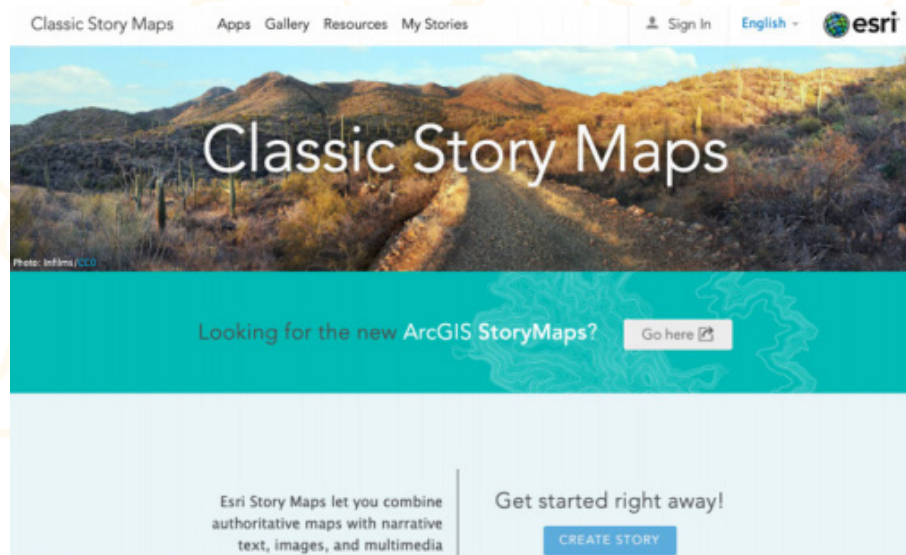 Classic Story Maps Apps Gallery Resources My Stories Sign In English esri
Classic Story Maps
Photo: Infilms/CC0
Looking for the new ArcGIS StoryMaps? Go here
Esri Story Maps let you combine
authoritative maps with narrative
text, images, and multimedia
Get started right away!
CREATE STORY